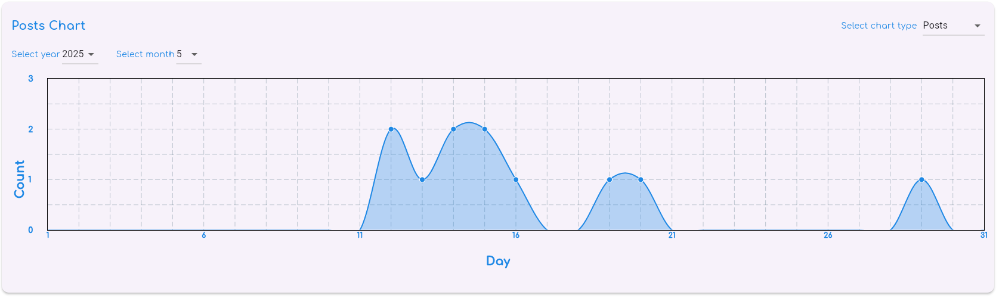 Posts Chart
Select chart type Posts
Select year 2025 Select month 5
3
2
1
0
Count
1 6 11 16 21 26 31
Day